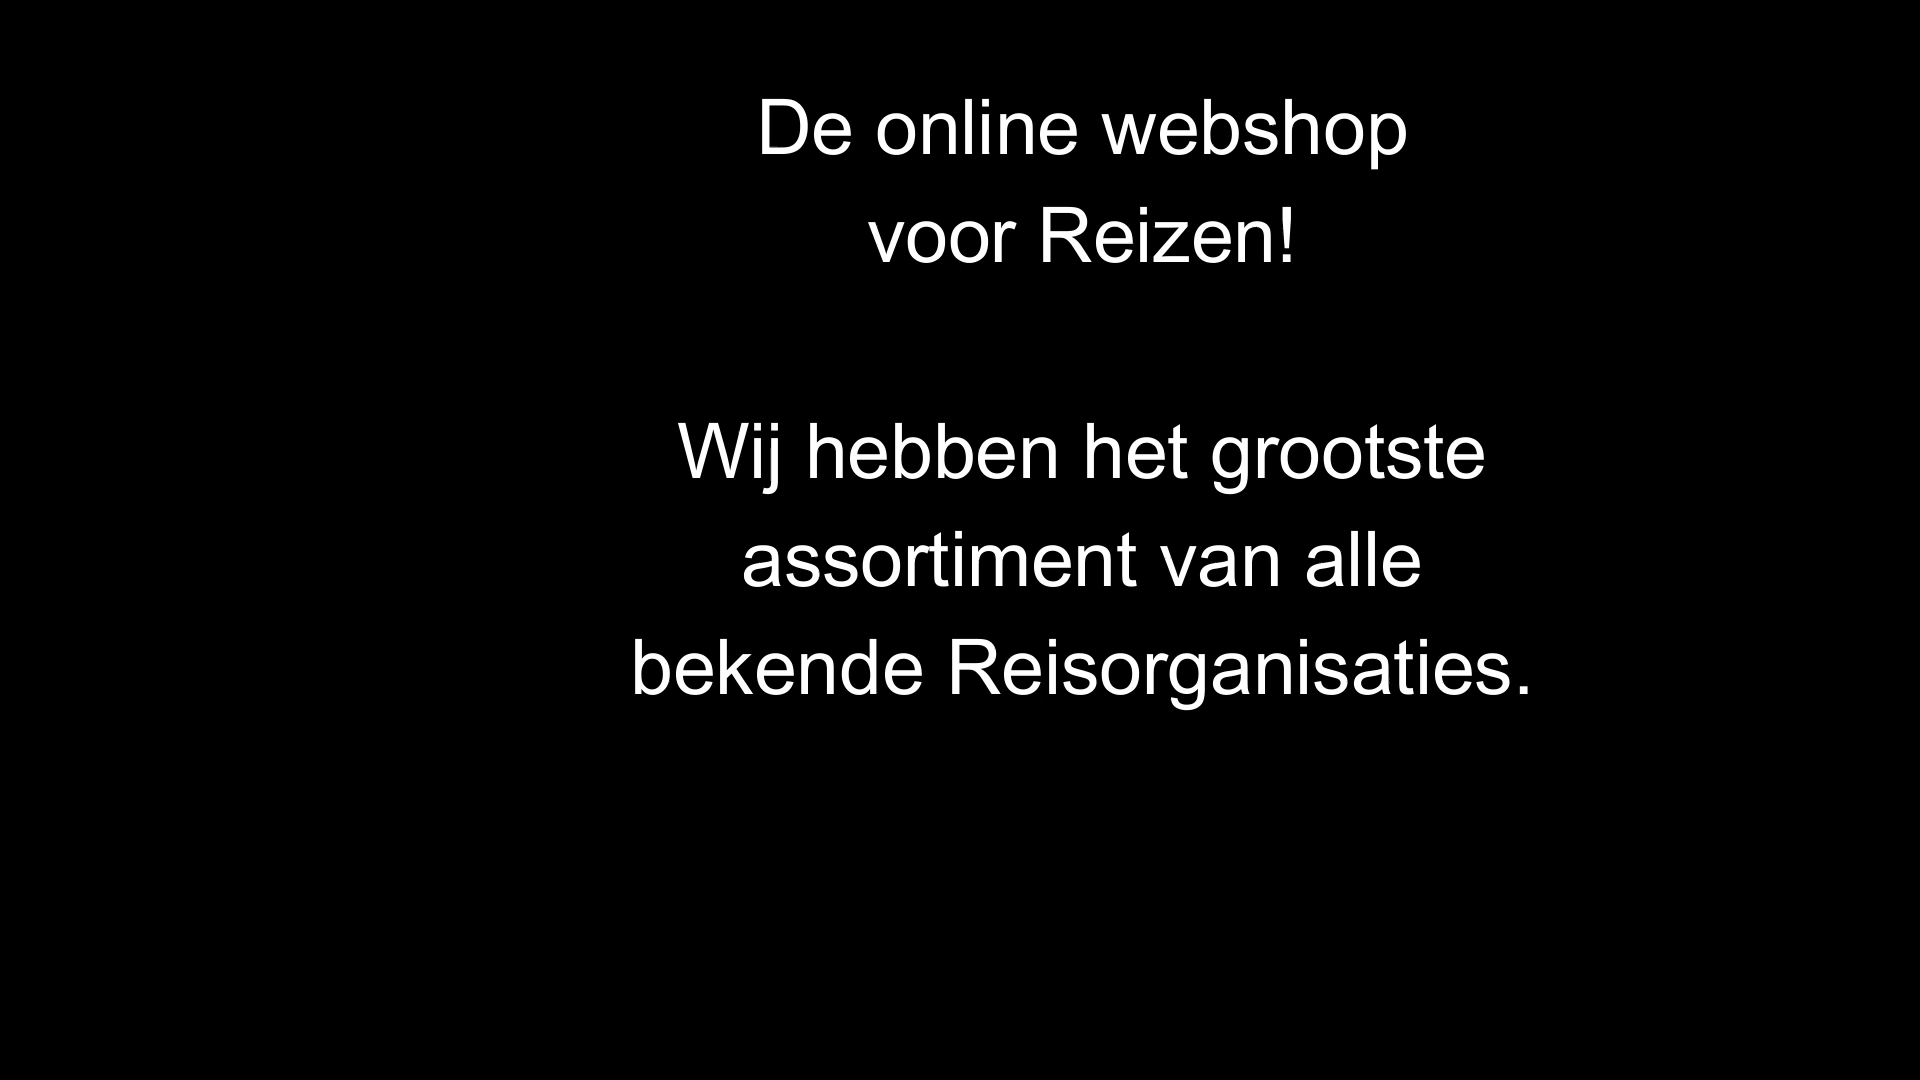 De online webshop
voor Reizen!
Wij hebben het grootste
assortiment van alle
bekende Reisorganisaties.